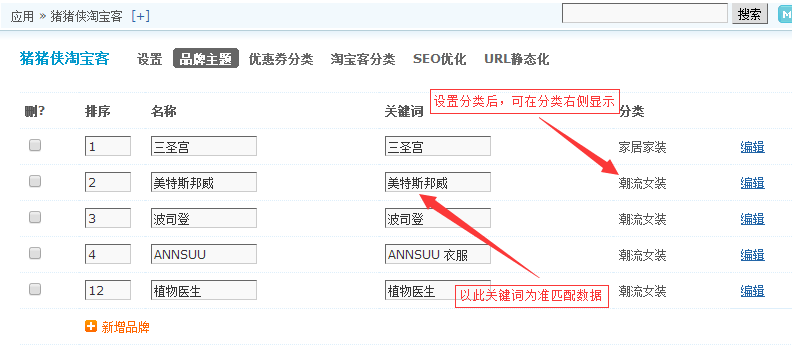 应用 » 猪猪侠淘宝客 [+]
搜索
M
猪猪侠淘宝客 设置 品牌主题 优惠券分类 淘宝客分类 SEO优化 URL静态化
设置分类后，可在分类右侧显示
删? 排序 名称 关键词 分类
1 三圣宫 三圣宫 家居家装 编辑
2 美特斯邦威 美特斯邦威 潮流女装 编辑
3 波司登 波司登 潮流女装 编辑
4 ANNSUU ANNSUU 衣服 潮流女装 编辑
12 植物医生 植物医生 潮流女装 编辑
以此关键词为准匹配数据
新增品牌